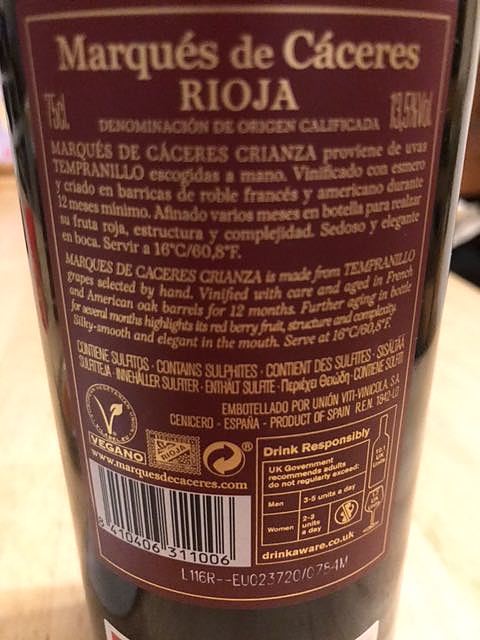 Marqués de Cáceres
RIOJA
75cl. 13,5%Vol.
DENOMINACIÓN DE ORIGEN CALIFICADA
MARQUÉS DE CÁCERES CRIANZA proviene de uvas
TEMPRANILLO escogidas a mano. Vinificado con esmero
y criado en barricas de roble francés y americano durante
12 meses mínimo. Afinado varios meses en botella para realzar
su fruta roja, estructura y complejidad. Sedoso y elegante
en boca. Servir a 16°C/60,8°F.
MARQUES DE CACERES CRIANZA is made from TEMPRANILLO
grapes selected by hand. Vinified with care and aged in French
and American oak barrels for 12 months. Further aging in bottle
for several months highlights its red berry fruit, structure and complexity.
Silky-smooth and elegant in the mouth. Serve at 16°C/60,8°F.
CONTIENE SULFITOS · CONTAINS SULPHITES · CONTIENT DES SULFITES · SISÄLTÄÄ
SULFIITTEJA · INNEHÅLLER SULFITER · ENTHÄLT SULFITE · Περιέχει Θειώδη · CONTIENE SOLFITI
EMBOTELLADO POR UNIÓN VITI-VINICOLA, S.A.
CENICERO - ESPAÑA - PRODUCT OF SPAIN R.E.N. 1842-LO
VEGANO
RIOJA
www.marquesdecaceres.com
8 410406 311006
Drink Responsibly
UK Government
recommends adults
do not regularly exceed:
Men 3-5 units a day
Women 2-3
units
a day
Units
drinkaware.co.uk
L116R--EU023720/0754M